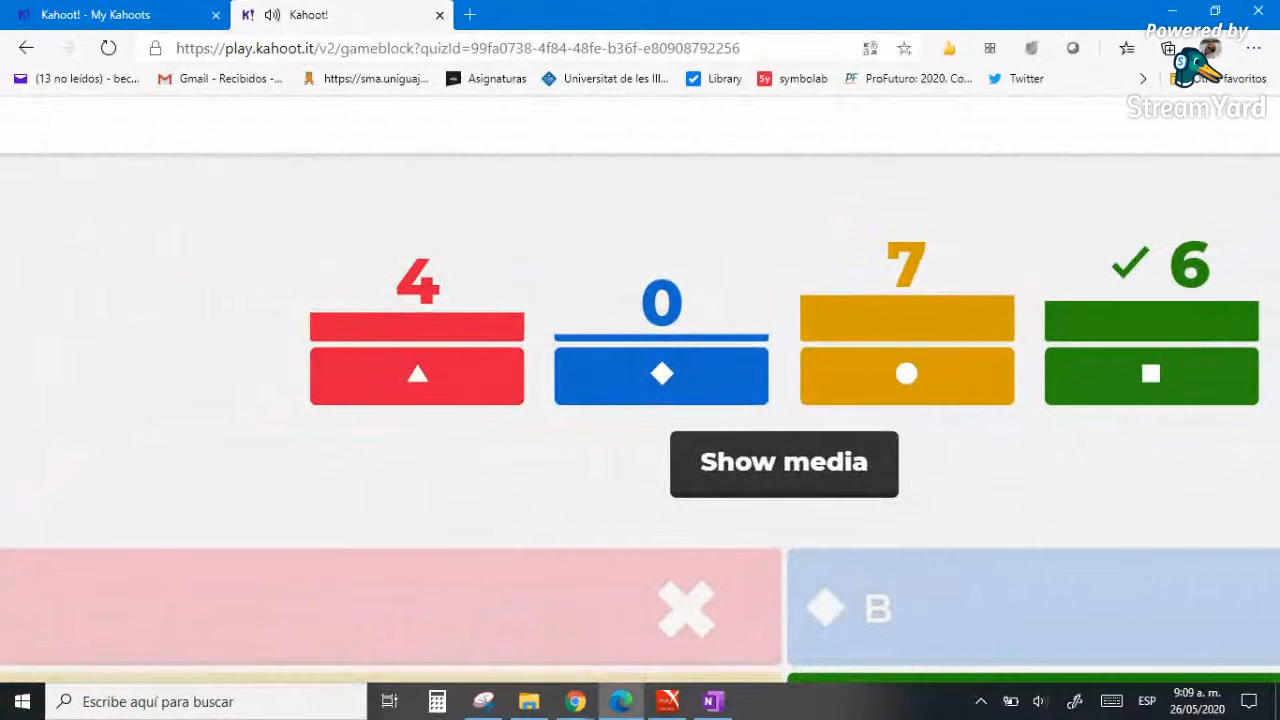 Kahoot! - My Kahoots
Kahoot!
Powered by
https://play.kahoot.it/v2/gameblock?quizId=99fa0738-4f84-48fe-b36f-e80908792256
(13 no leídos) - bec...
Gmail - Recibidos -...
https://sma.uniguaj...
Asignaturas
Universitat de les Ill...
Library
symbolab
ProFuturo: 2020. Co...
Twitter
favoritos
StreamYard
4
0
7
6
Show media
B
Escribe aquí para buscar
ESP
9:09 a. m.
26/05/2020